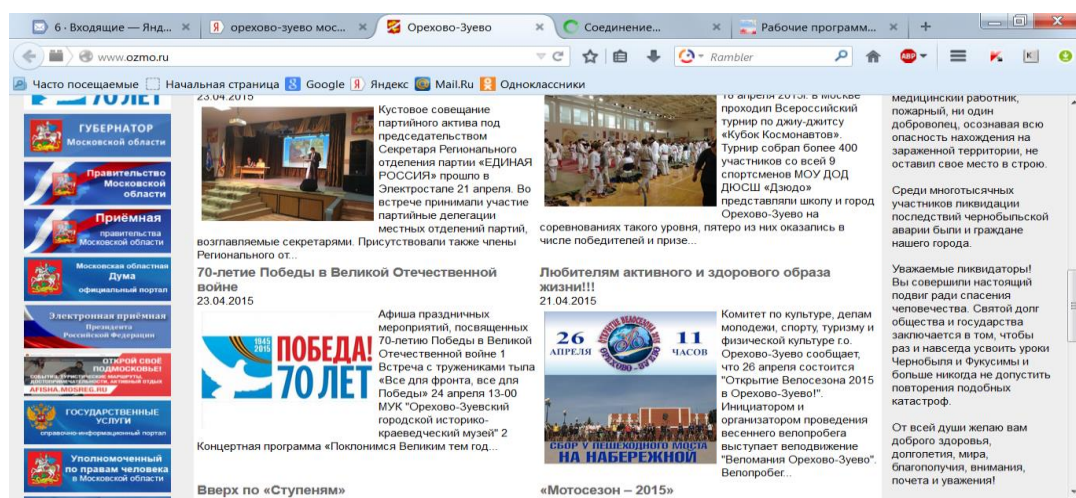 6 · Входящие — Янд...
орехово-зуево мос...
Орехово-Зуево
Соединение...
Рабочие программ...
www.ozmo.ru
Rambler
ABP
Часто посещаемые
Начальная страница
Google
Яндекс
Mail.Ru
Одноклассники
70 ЛЕТ
ГУБЕРНАТОР
Московской области
Правительство
Московской
области
Приёмная
правительства
Московской области
Московская областная
Дума
официальный портал
Электронная приёмная
Президента
Российской Федерации
ОТКРОЙ СВОЁ
ПОДМОСКОВЬЕ!
AFISHA.MOSREG.RU
ГОСУДАРСТВЕННЫЕ
УСЛУГИ
справочно-информационный портал
Уполномоченный
по правам человека
в Московской области
23.04.2015
Кустовое совещание
партийного актива под
председательством
Секретаря Регионального
отделения партии «ЕДИНАЯ
РОССИЯ» прошло в
Электростале 21 апреля. Во
встрече принимали участие
партийные делегации
местных отделений партий,
возглавляемые секретарями. Присутствовали также члены
Регионального от...
70-летие Победы в Великой Отечественной
войне
23.04.2015
1945
2015
ПОБЕДА!
70 ЛЕТ
Афиша праздничных
мероприятий, посвященных
70-летию Победы в Великой
Отечественной войне 1
Встреча с тружениками тыла
«Все для фронта, все для
Победы» 24 апреля 13-00
МУК "Орехово-Зуевский
городской историко-
краеведческий музей" 2
Концертная программа «Поклонимся Великим тем год...
Вверх по «Ступеням»
18 апреля 2015г. в Москве
проходил Всероссийский
турнир по джиу-джитсу
«Кубок Космонавтов».
Турнир собрал более 400
участников со всей 9
спортсменов МОУ ДОД
ДЮСШ «Дзюдо»
представляли школу и город
Орехово-Зуево на
соревнованиях такого уровня, пятеро из них оказались в
числе победителей и призе...
Любителям активного и здорового образа
жизни!!!
21.04.2015
26
АПРЕЛЯ
ОТКРЫТИЕ ВЕЛОСЕЗОНА 2015
ОРЕХОВО - ЗУЕВО
11
ЧАСОВ
СБОР У ПЕШЕХОДНОГО МОСТА
НА НАБЕРЕЖНОЙ
Комитет по культуре, делам
молодежи, спорту, туризму и
физической культуре г.о.
Орехово-Зуево сообщает,
что 26 апреля состоится
"Открытие Велосезона 2015
в Орехово-Зуево!".
Инициатором и
организатором проведения
весеннего велопробега
выступает велодвижение
"Веломания Орехово-Зуево".
Велопробег...
«Мотосезон – 2015»
медицинский работник,
пожарный, ни один
доброволец, осознавая всю
опасность нахождения на
зараженной территории, не
оставил свое место в строю.
Среди многотысячных
участников ликвидации
последствий чернобыльской
аварии были и граждане
нашего города.
Уважаемые ликвидаторы!
Вы совершили настоящий
подвиг ради спасения
человечества. Святой долг
общества и государства
заключается в том, чтобы
раз и навсегда усвоить уроки
Чернобыля и Фукусимы и
больше никогда не допустить
повторения подобных
катастроф.
От всей души желаю вам
доброго здоровья,
долголетия, мира,
благополучия, внимания,
почета и уважения!